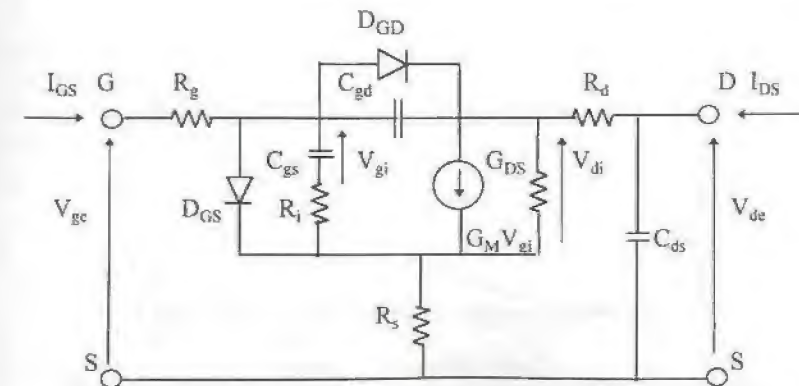 D_GD
I_GS G R_g C_gd R_d D I_DS
C_gs V_gi G_DS V_di
V_ge D_GS R_i G_M V_gi C_ds V_de
R_s
S S